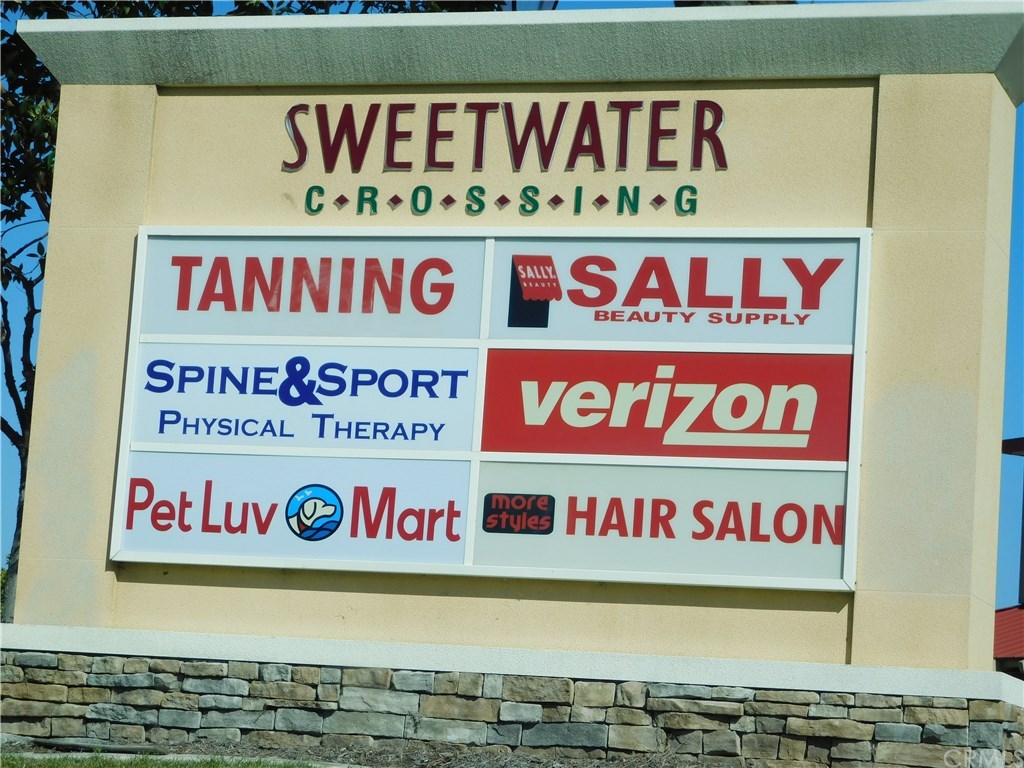 SWEETWATER
C•R•O•S•S•I•N•G
TANNING
SALLY.
BEAUTY
SALLY
BEAUTY SUPPLY
SPINE&SPORT
PHYSICAL THERAPY
verizon
Pet Luv Mart
more
styles
HAIR SALON
CRMLS